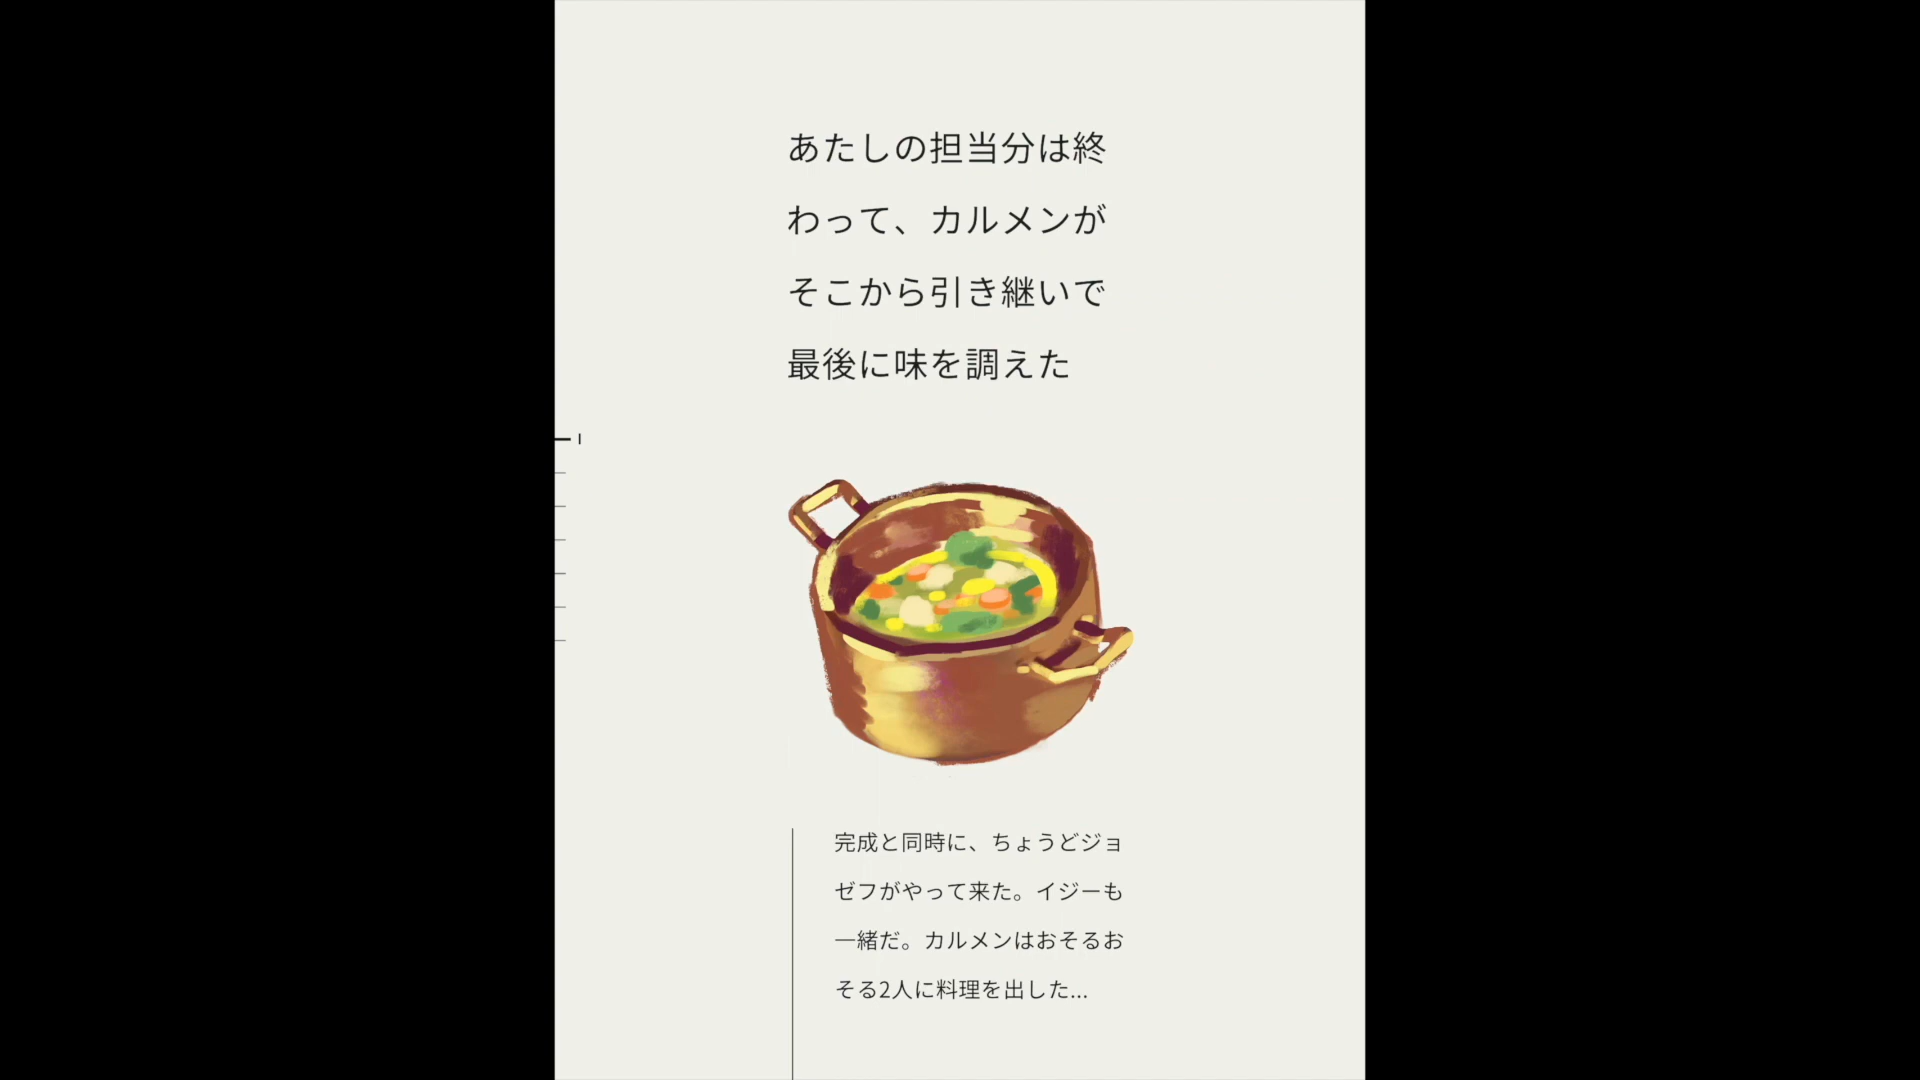 あたしの担当分は終
わって、カルメンが
そこから引き継いで
最後に味を調えた
完成と同時に、ちょうどジョ
ゼフがやって来た。イジーも
一緒だ。カルメンはおそるお
そる2人に料理を出した...